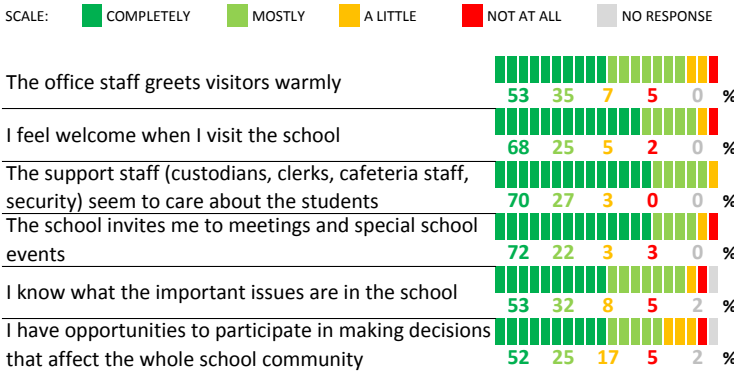 SCALE: COMPLETELY MOSTLY A LITTLE NOT AT ALL NO RESPONSE
The office staff greets visitors warmly
53 35 7 5 0 %
I feel welcome when I visit the school
68 25 5 2 0 %
The support staff (custodians, clerks, cafeteria staff,
security) seem to care about the students
70 27 3 0 0 %
The school invites me to meetings and special school
events
72 22 3 3 0 %
I know what the important issues are in the school
53 32 8 5 2 %
I have opportunities to participate in making decisions
that affect the whole school community
52 25 17 5 2 %